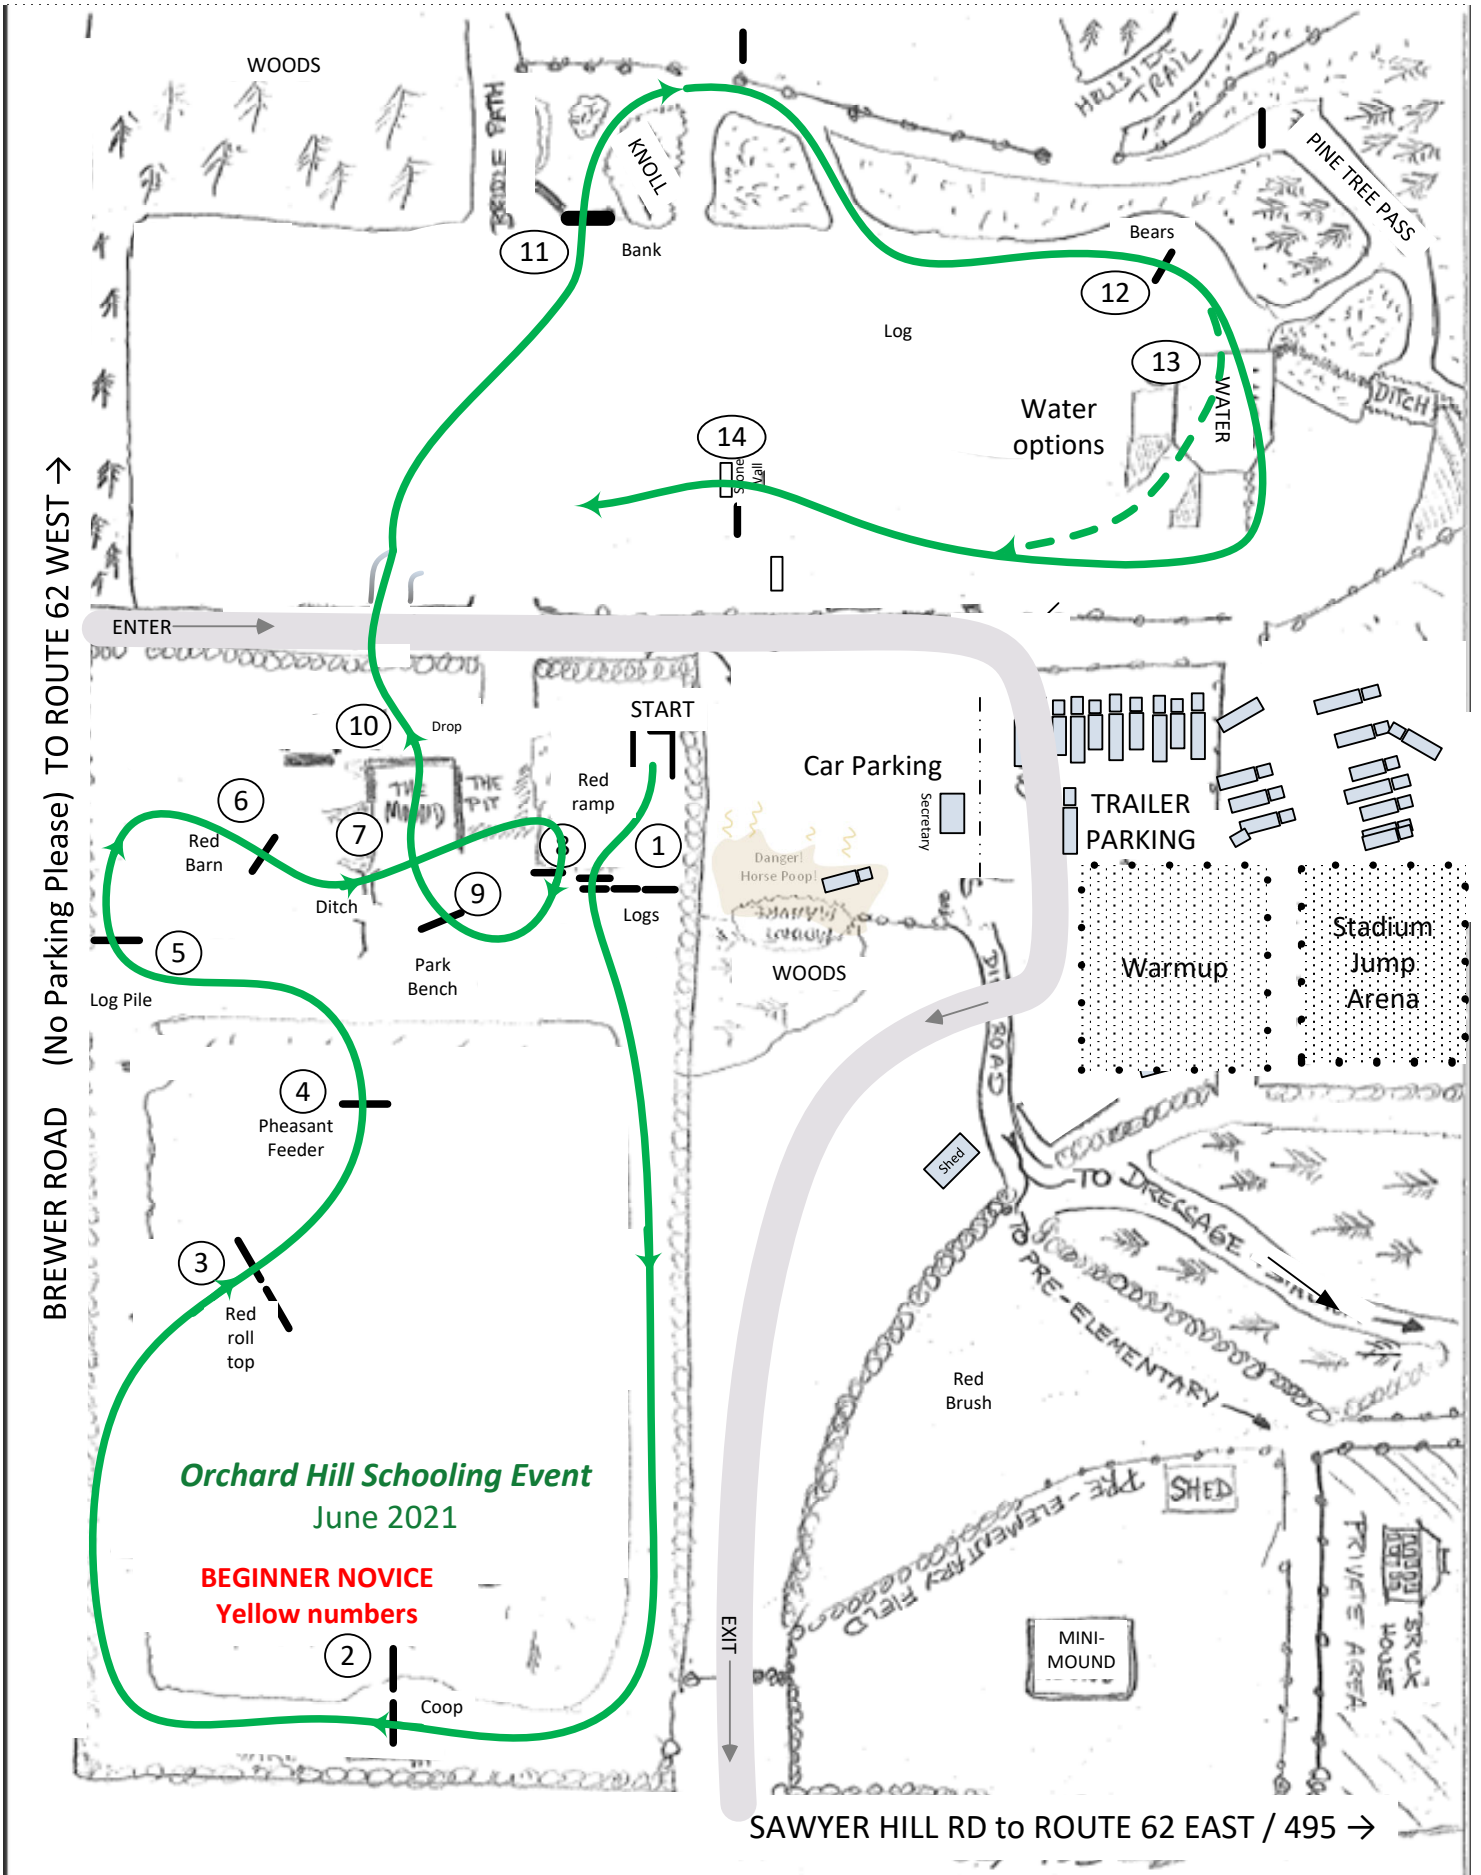 WOODS
BRIDLE PATH
KNOLL
HILLSIDE
TRAIL
PINE TREE PASS
11
Bank
Bears
12
Log
13
WATER
DITCH
Water
options
14
Stone
Wall
BREWER ROAD (No Parking Please) TO ROUTE 62 WEST →
ENTER
START
10
Drop
THE
MOUND
THE
PIT
Red
ramp
Car Parking
Secretary
TRAILER
PARKING
6
Red
Barn
7
8
1
Danger!
Horse Poop!
Ditch
9
Logs
5
Park
Bench
Log Pile
WOODS
Warmup
Stadium
Jump
Arena
ROAD
4
Pheasant
Feeder
Shed
TO DRESSAGE
3
Red
roll
top
TO PRE-ELEMENTARY
Red
Brush
Orchard Hill Schooling Event
June 2021
PRE-ELEMENTARY FIELD
SHED
BEGINNER NOVICE
Yellow numbers
PRIVATE AREA
BRICK
HOUSE
2
EXIT
MINI-
MOUND
Coop
SAWYER HILL RD to ROUTE 62 EAST / 495 →